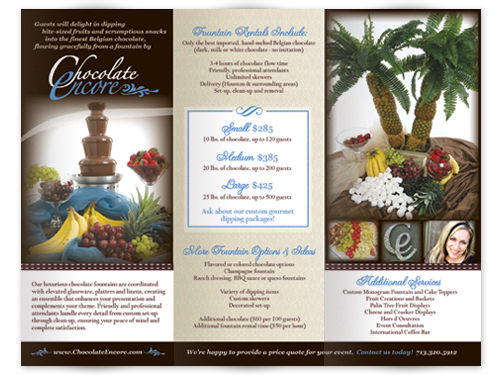 Guests will delight in dipping
bite-sized fruits and scrumptious snacks
into the finest Belgian chocolate,
flowing gracefully from a fountain by
Chocolate
Encore
Our luxurious chocolate fountains are coordinated
with elevated glassware, platters and linens, creating
an ensemble that enhances your presentation and
complements your theme. Friendly and professional
attendants handle every detail from custom set-up
through clean-up, ensuring your peace of mind and
complete satisfaction.
www.ChocolateEncore.com
Fountain Rentals Include:
Only the best imported, hand-melted Belgian chocolate
(dark, milk or white chocolate - no imitation)
3-4 hours of chocolate flow time
Friendly, professional attendants
Unlimited skewers
Delivery (Houston & surrounding areas)
Set-up, clean up and removal
Small $285
10 lbs. of chocolate, up to 120 guests
Medium $385
20 lbs. of chocolate, up to 200 guests
Large $425
25 lbs. of chocolate, up to 500 guests
Ask about our custom gourmet
dipping packages!
More Fountain Options & Ideas
Flavored or colored chocolate options
Champagne fountain
Ranch dressing, BBQ sauce or queso fountains
Variety of dipping items
Custom skewers
Decorated set-up
Additional chocolate ($60 per 100 guests)
Additional fountain rental time ($50 per hour)
We're happy to provide a price quote for your event. Contact us today! 713.320.5912
e
Additional Services
Custom Monogram Fountain and Cake Toppers
Fruit Creations and Baskets
Palm Tree Fruit Displays
Cheese and Cracker Displays
Hors d'Oeuvres
Event Consultation
International Coffee Bar